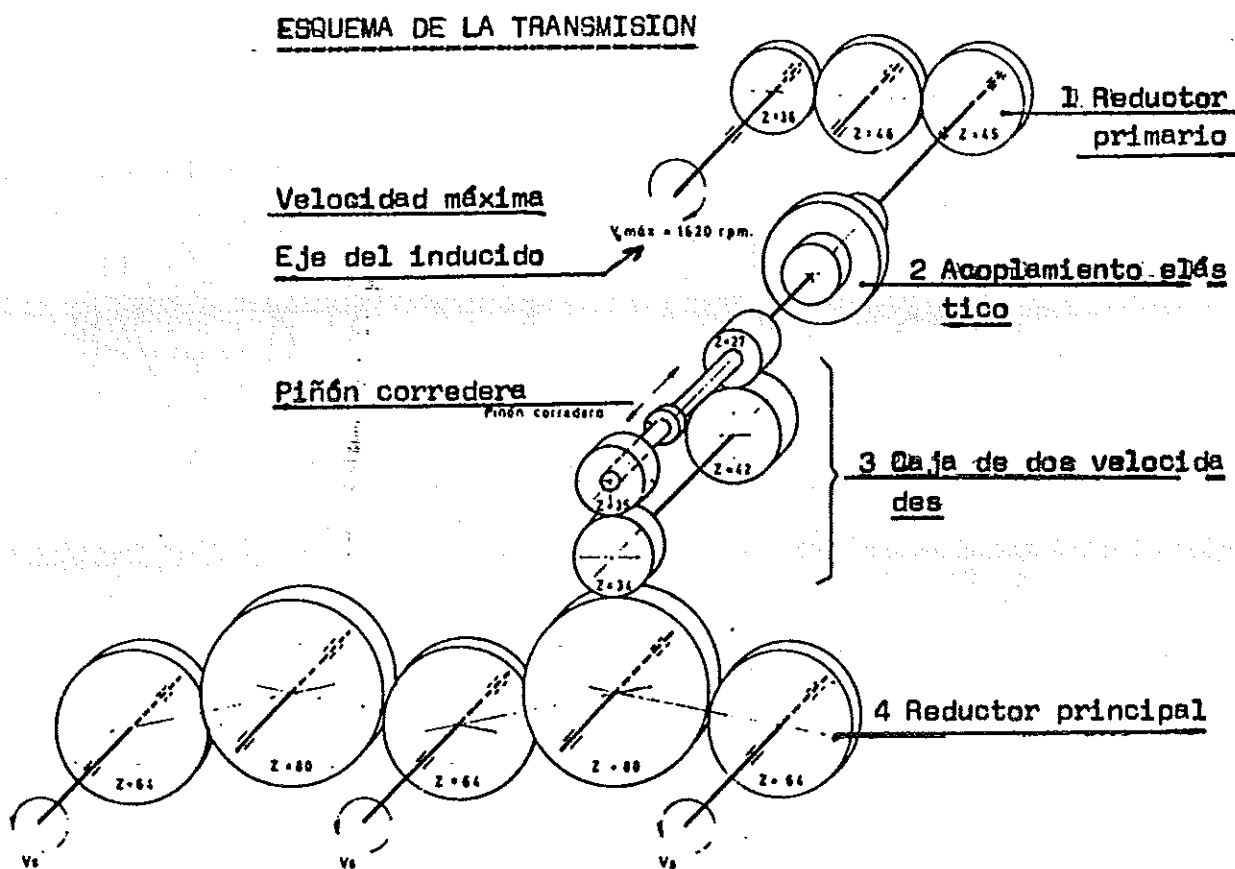 ESQUEMA DE LA TRANSMISION
Z=36
Z=46
Z=45
1 Reductor
primario
Velocidad máxima
V máx = 1620 rpm.
Eje del inducido
2 Acoplamiento elás
tico
Z=27
Piñón corredera
Piñón corredera
Z=42
3 Caja de dos velocida
des
Z=35
Z=34
4 Reductor principal
Z=64
Z=80
Z=64
Z=80
Z=64
Vs
Vs
Vs